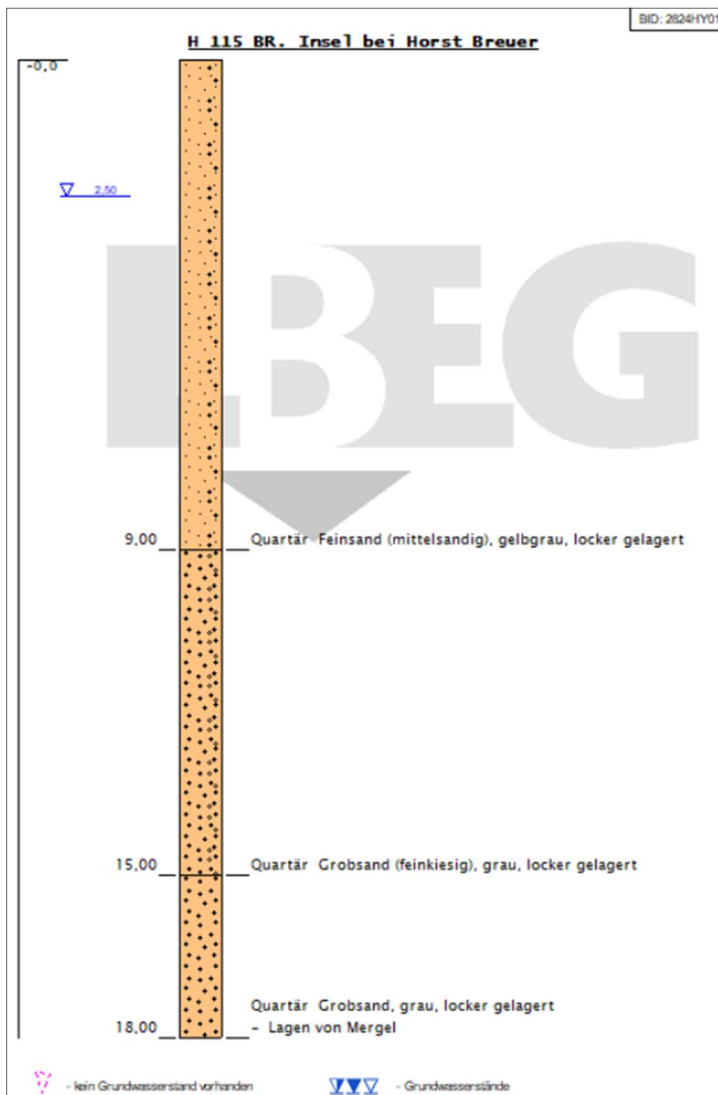 BID: 2824HY01
H 115 BR. Insel bei Horst Breuer
-0,0
2,50
LBEG
9,00 Quartär Feinsand (mittelsandig), gelbgrau, locker gelagert
15,00 Quartär Grobsand (feinkiesig), grau, locker gelagert
Quartär Grobsand, grau, locker gelagert
18,00 - Lagen von Mergel
- kein Grundwasserstand vorhanden - Grundwasserstände